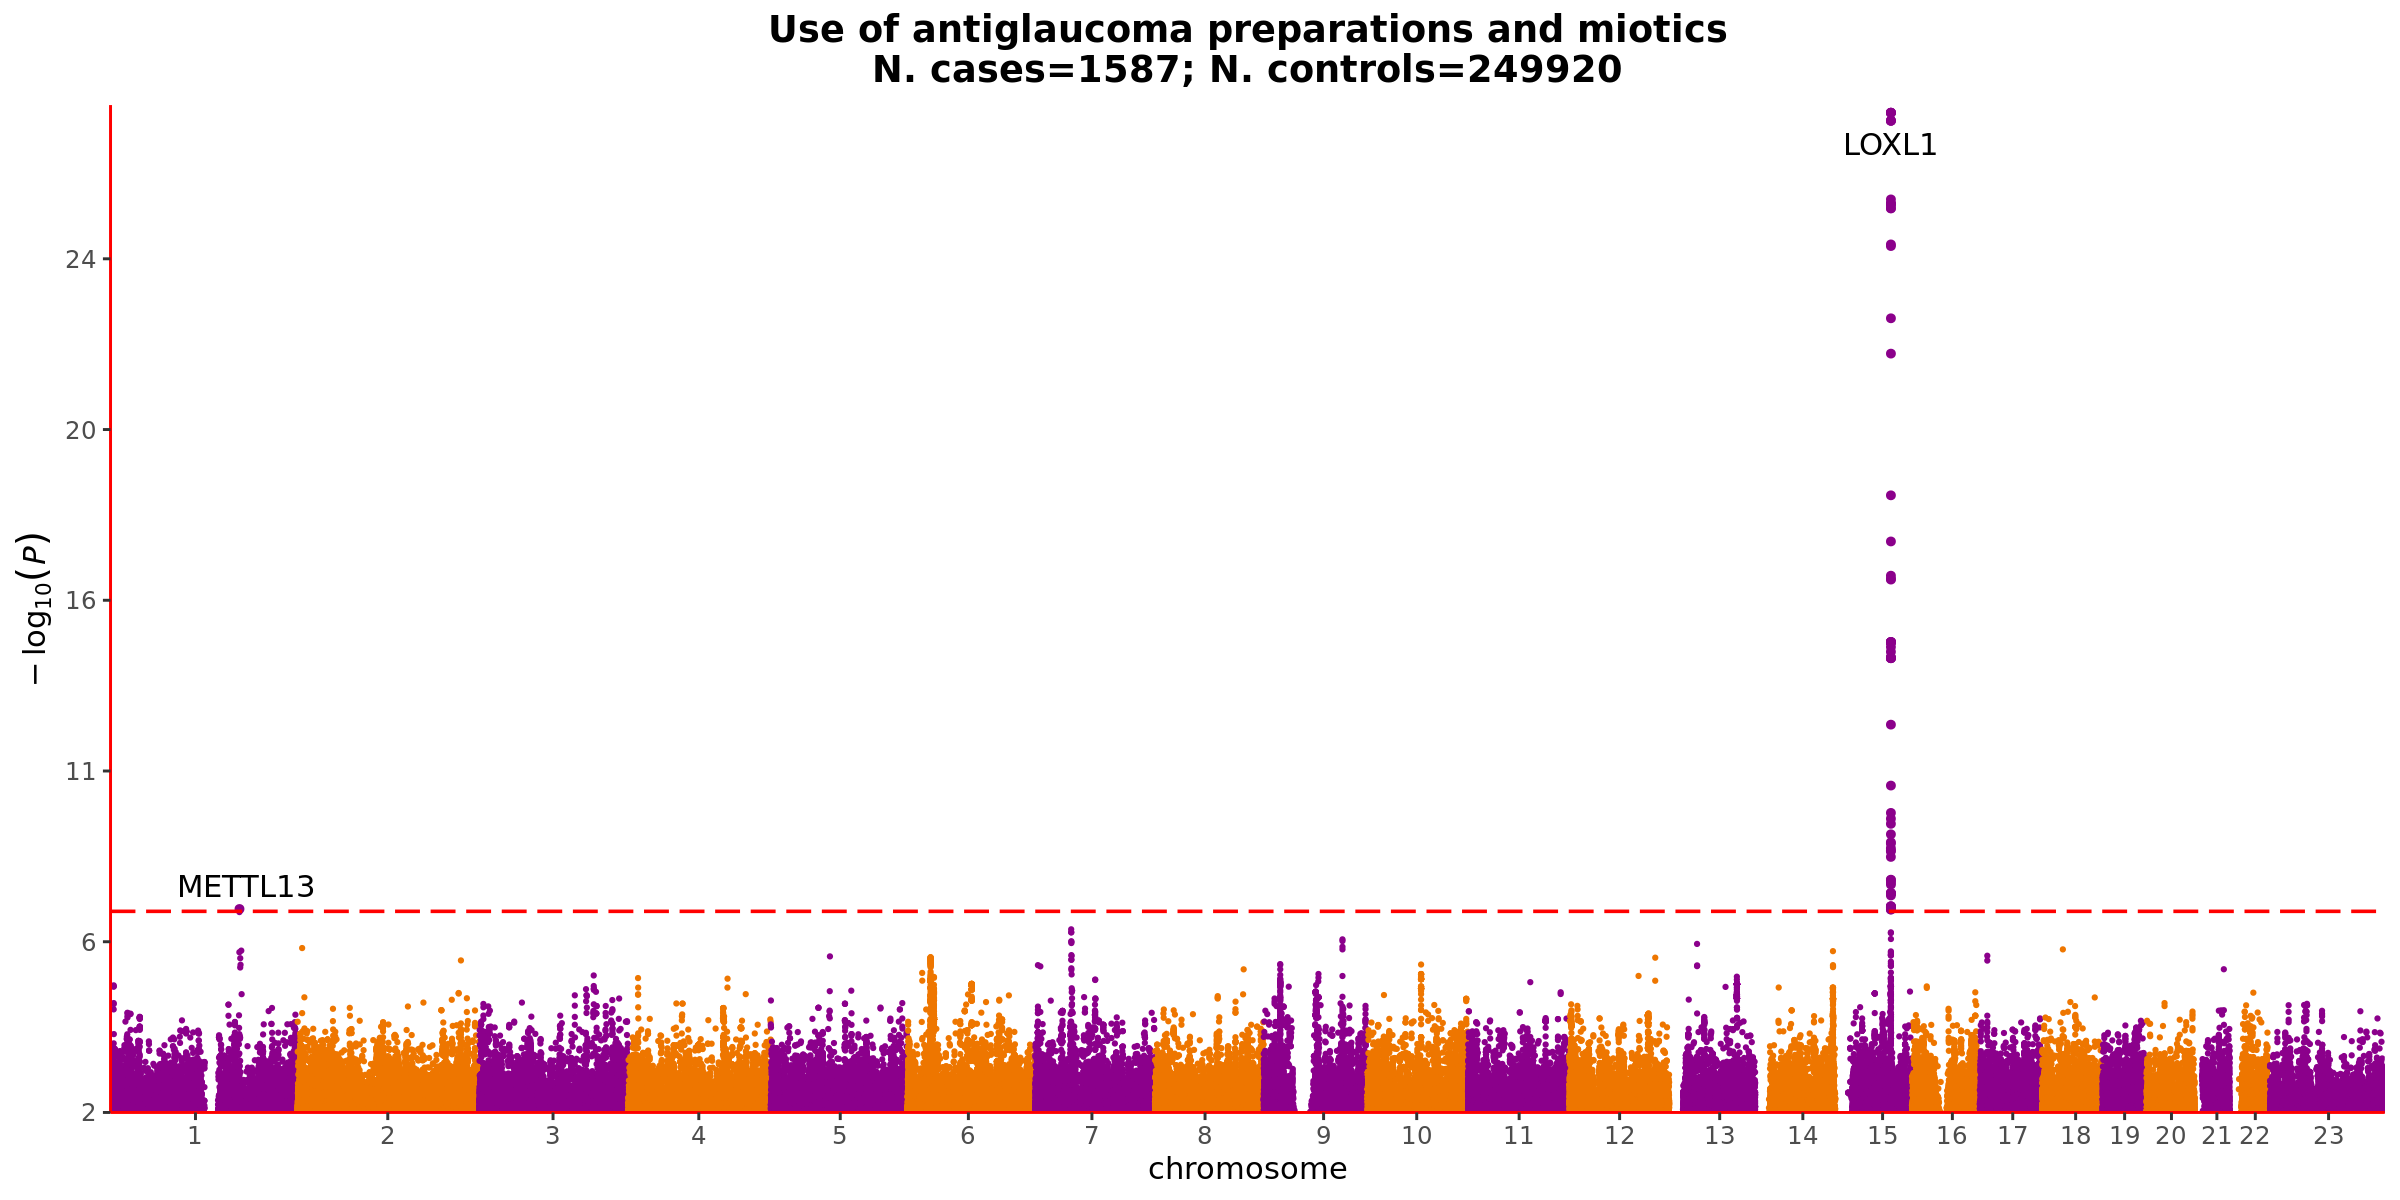 Use of antiglaucoma preparations and miotics
N. cases=1587; N. controls=249920
LOXL1
24
20
16
11
METTL13
6
2
− log10(P)
1 2 3 4 5 6 7 8 9 10 11 12 13 14 15 16 17 18 19 20 21 22 23
chromosome